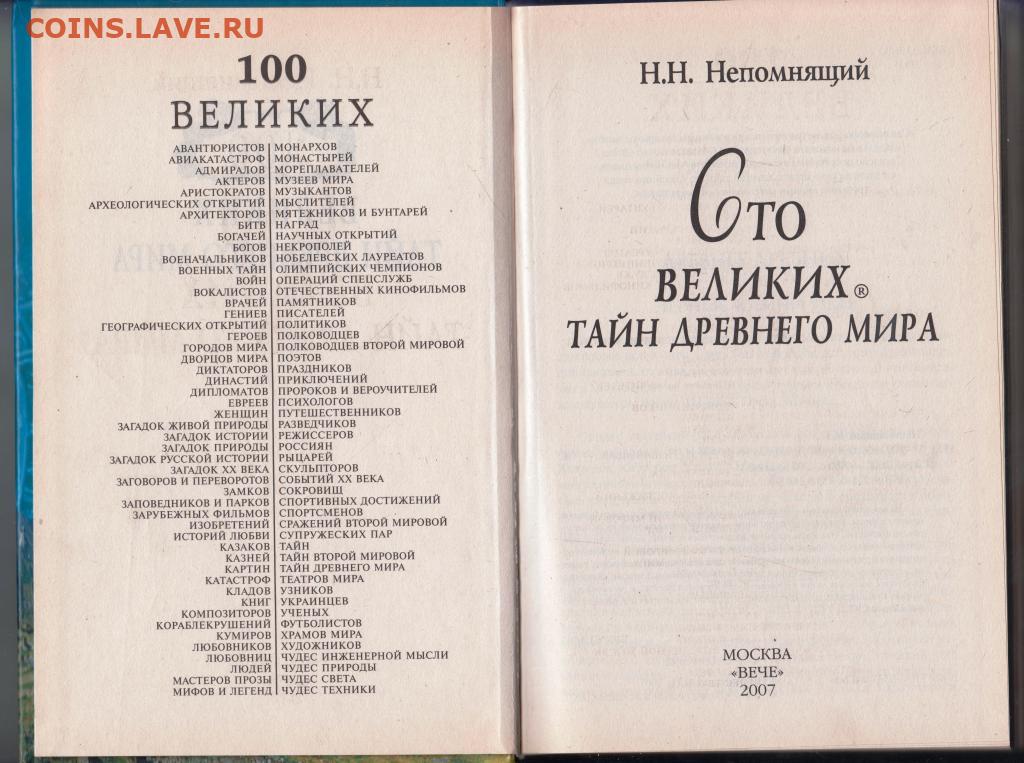 COINS.LAVE.RU
100
ВЕЛИКИХ
АВАНТЮРИСТОВ
АВИАКАТАСТРОФ
АДМИРАЛОВ
АКТЕРОВ
АРИСТОКРАТОВ
АРХЕОЛОГИЧЕСКИХ ОТКРЫТИЙ
АРХИТЕКТОРОВ
БИТВ
БОГАЧЕЙ
БОГОВ
ВОЕНАЧАЛЬНИКОВ
ВОЕННЫХ ТАЙН
ВОЙН
ВОКАЛИСТОВ
ВРАЧЕЙ
ГЕНИЕВ
ГЕОГРАФИЧЕСКИХ ОТКРЫТИЙ
ГЕРОЕВ
ГОРОДОВ МИРА
ДВОРЦОВ МИРА
ДИКТАТОРОВ
ДИНАСТИЙ
ДИПЛОМАТОВ
ЕВРЕЕВ
ЖЕНЩИН
ЗАГАДОК ЖИВОЙ ПРИРОДЫ
ЗАГАДОК ИСТОРИИ
ЗАГАДОК ПРИРОДЫ
ЗАГАДОК РУССКОЙ ИСТОРИИ
ЗАГАДОК XX ВЕКА
ЗАГОВОРОВ И ПЕРЕВОРОТОВ
ЗАМКОВ
ЗАПОВЕДНИКОВ И ПАРКОВ
ЗАРУБЕЖНЫХ ФИЛЬМОВ
ИЗОБРЕТЕНИЙ
ИСТОРИЙ ЛЮБВИ
КАЗАКОВ
КАЗНЕЙ
КАРТИН
КАТАСТРОФ
КЛАДОВ
КНИГ
КОМПОЗИТОРОВ
КОРАБЛЕКРУШЕНИЙ
КУМИРОВ
ЛЮБОВНИКОВ
ЛЮБОВНИЦ
ЛЮДЕЙ
МАСТЕРОВ ПРОЗЫ
МИФОВ И ЛЕГЕНД
МОНАРХОВ
МОНАСТЫРЕЙ
МОРЕПЛАВАТЕЛЕЙ
МУЗЕЕВ МИРА
МУЗЫКАНТОВ
МЫСЛИТЕЛЕЙ
МЯТЕЖНИКОВ И БУНТАРЕЙ
НАГРАД
НАУЧНЫХ ОТКРЫТИЙ
НЕКРОПОЛЕЙ
НОБЕЛЕВСКИХ ЛАУРЕАТОВ
ОЛИМПИЙСКИХ ЧЕМПИОНОВ
ОПЕРАЦИЙ СПЕЦСЛУЖБ
ОТЕЧЕСТВЕННЫХ КИНОФИЛЬМОВ
ПАМЯТНИКОВ
ПИСАТЕЛЕЙ
ПОЛИТИКОВ
ПОЛКОВОДЦЕВ
ПОЛКОВОДЦЕВ ВТОРОЙ МИРОВОЙ
ПОЭТОВ
ПРАЗДНИКОВ
ПРИКЛЮЧЕНИЙ
ПРОРОКОВ И ВЕРОУЧИТЕЛЕЙ
ПСИХОЛОГОВ
ПУТЕШЕСТВЕННИКОВ
РАЗВЕДЧИКОВ
РЕЖИССЕРОВ
РОССИЯН
РЫЦАРЕЙ
СКУЛЬПТОРОВ
СОБЫТИЙ XX ВЕКА
СОКРОВИЩ
СПОРТИВНЫХ ДОСТИЖЕНИЙ
СПОРТСМЕНОВ
СРАЖЕНИЙ ВТОРОЙ МИРОВОЙ
СУПРУЖЕСКИХ ПАР
ТАЙН
ТАЙН ВТОРОЙ МИРОВОЙ
ТАЙН ДРЕВНЕГО МИРА
ТЕАТРОВ МИРА
УЗНИКОВ
УКРАИНЦЕВ
УЧЕНЫХ
ФУТБОЛИСТОВ
ХРАМОВ МИРА
ХУДОЖНИКОВ
ЧУДЕС ИНЖЕНЕРНОЙ МЫСЛИ
ЧУДЕС ПРИРОДЫ
ЧУДЕС СВЕТА
ЧУДЕС ТЕХНИКИ
Н.Н. Непомнящий
Сто
ВЕЛИКИХ®
ТАЙН ДРЕВНЕГО МИРА
МОСКВА
«ВЕЧЕ»
2007